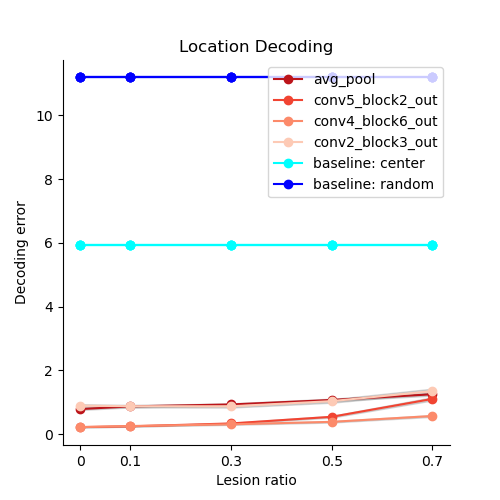 Location Decoding
avg_pool
conv5_block2_out
conv4_block6_out
conv2_block3_out
baseline: center
baseline: random
Decoding error
10
8
6
4
2
0
0 0.1 0.3 0.5 0.7
Lesion ratio